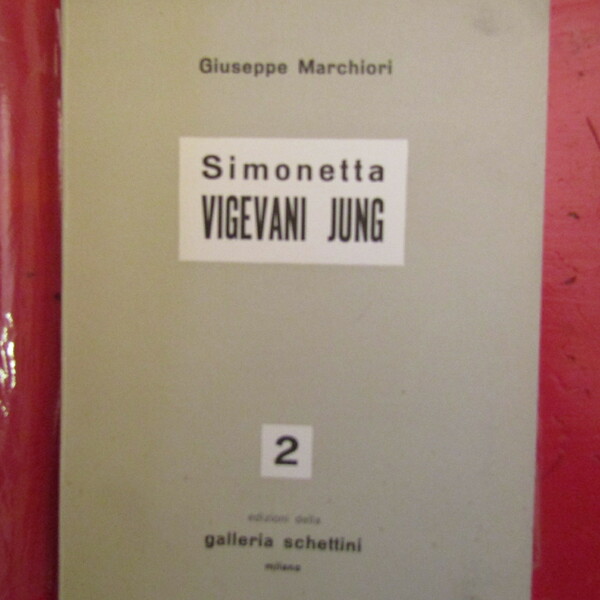 Giuseppe Marchiori
Simonetta
VIGEVANI JUNG
2
edizioni della
galleria schettini
milano